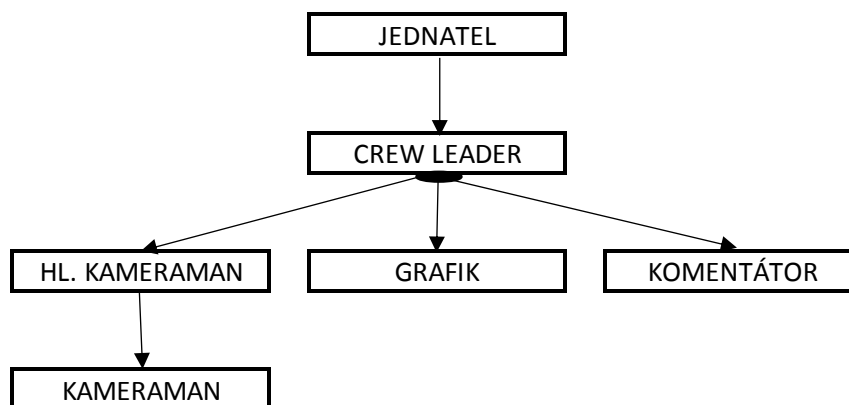 JEDNATEL
CREW LEADER
HL. KAMERAMAN
GRAFIK
KOMENTÁTOR
KAMERAMAN